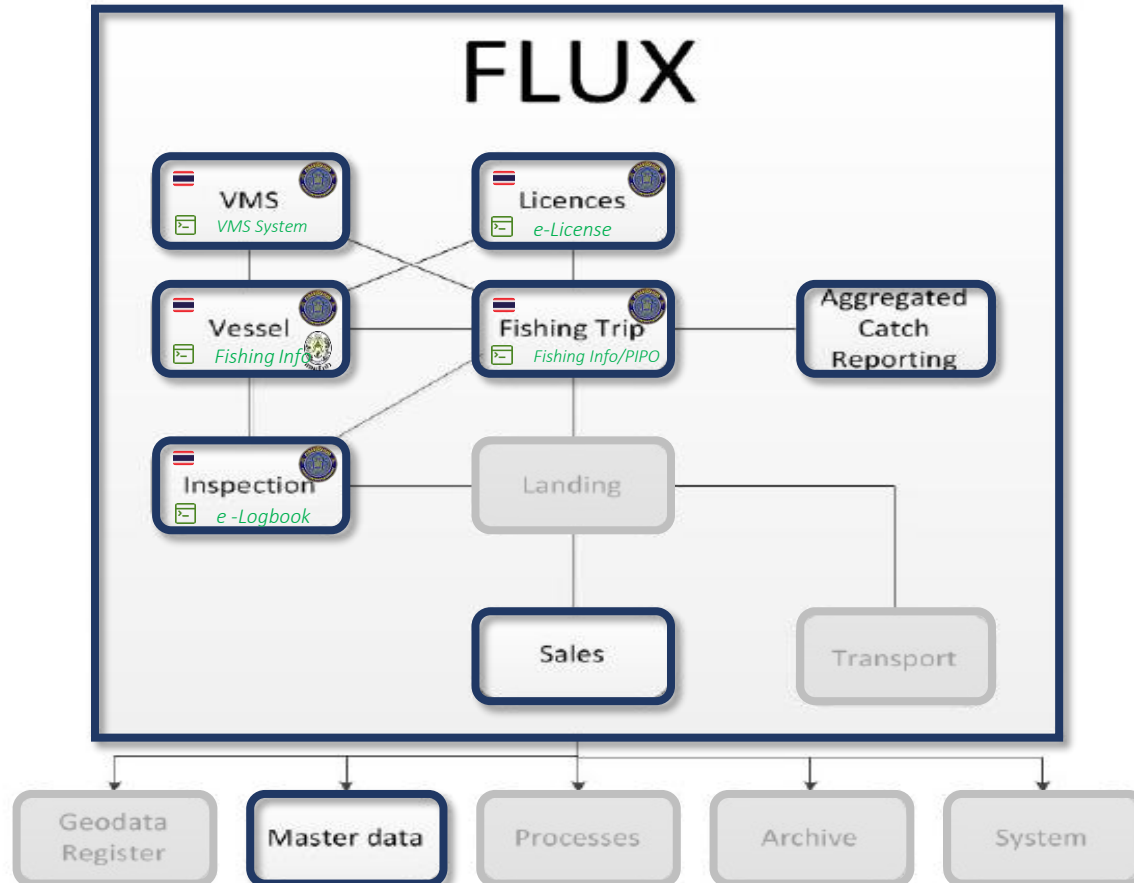 FLUX
VMS
VMS System
Licences
e-License
Vessel
Fishing Info
Fishing Trip
Fishing Info/PIPO
Aggregated
Catch
Reporting
Inspection
e -Logbook
Landing
Sales
Transport
Geodata
Register
Master data
Processes
Archive
System